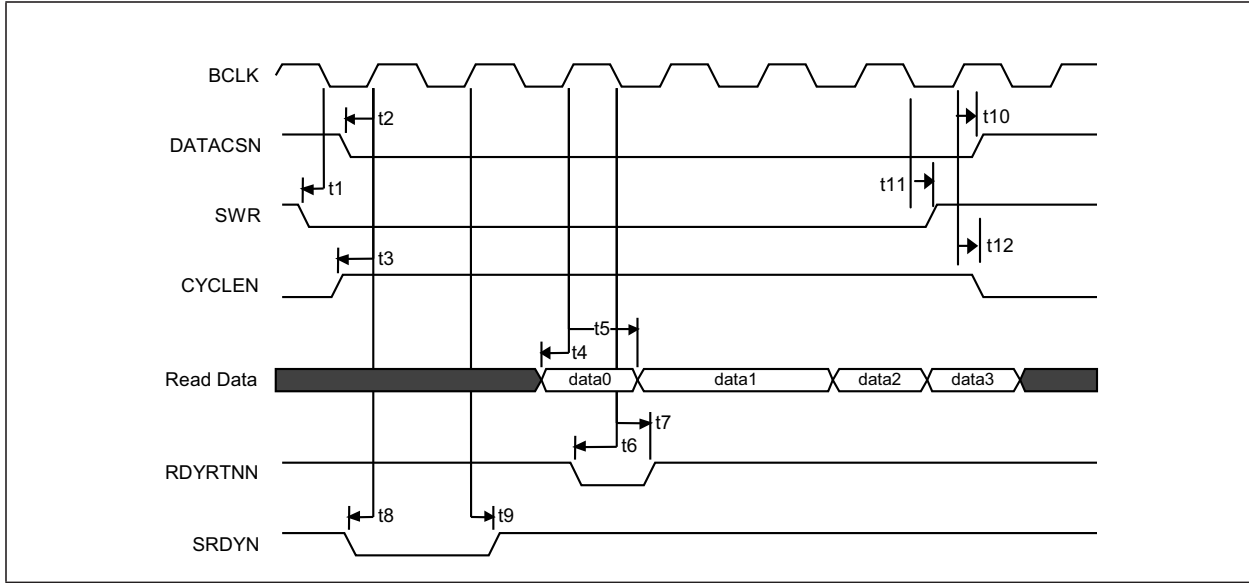 BCLK
t2
t10
DATACSN
t1
t11
SWR
t3
t12
CYCLEN
t5
t4
Read Data
data0
data1
data2
data3
t7
t6
RDYRTNN
t8
t9
SRDYN